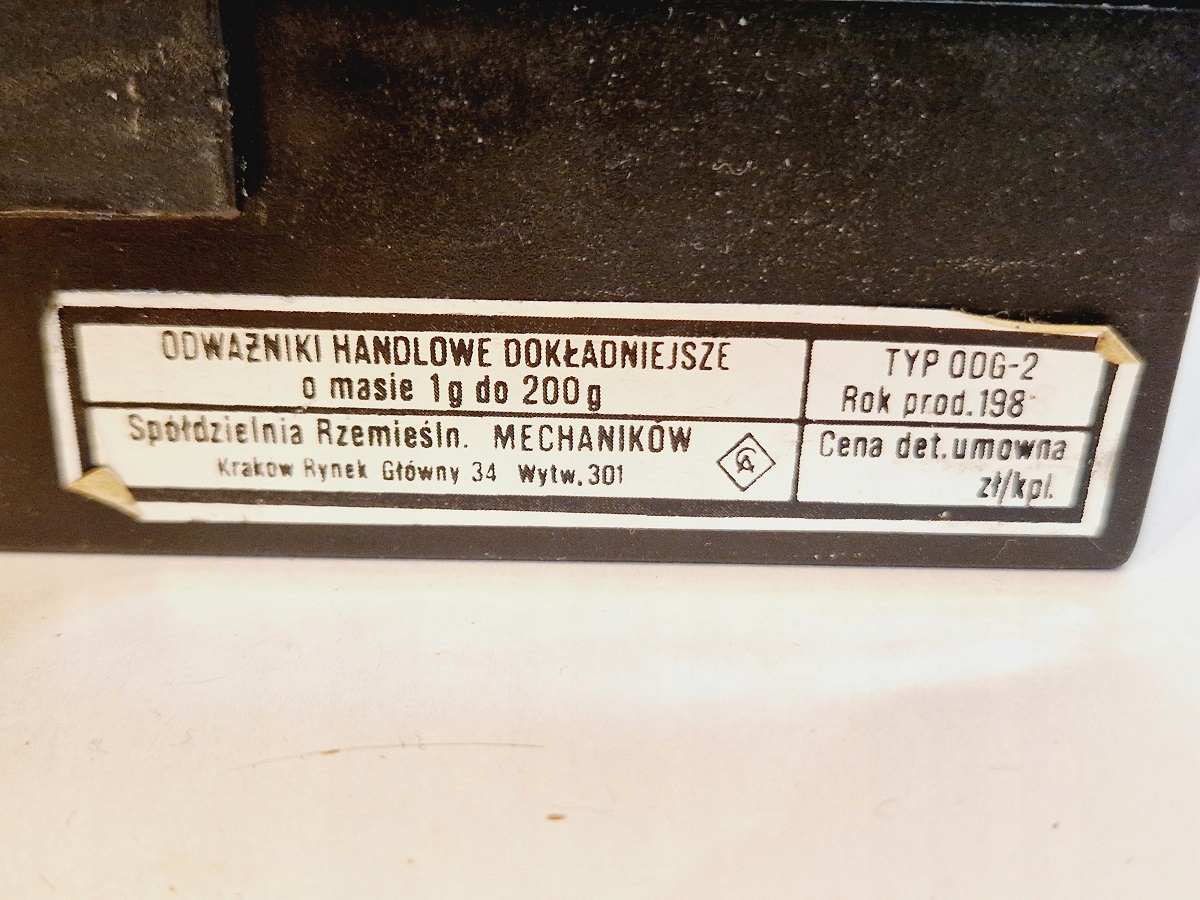 ODWAŻNIKI HANDLOWE DOKŁADNIEJSZE
o masie 1g do 200g
Spółdzielnia Rzemieśln. MECHANIKÓW
Kraków Rynek Główny 34 Wytw. 301
TYP ODG-2
Rok prod. 198
Cena det. umowna
zł/kpl.